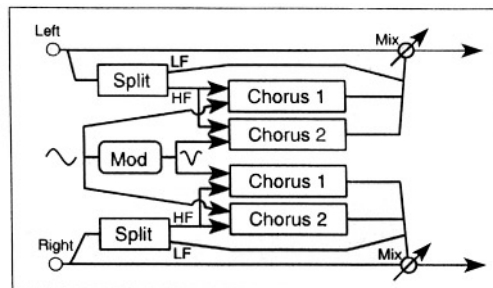 Left
Mix
Split
LF
HF
Chorus 1
Chorus 2
Mod
Chorus 1
HF
Chorus 2
Split
Right
LF
Mix